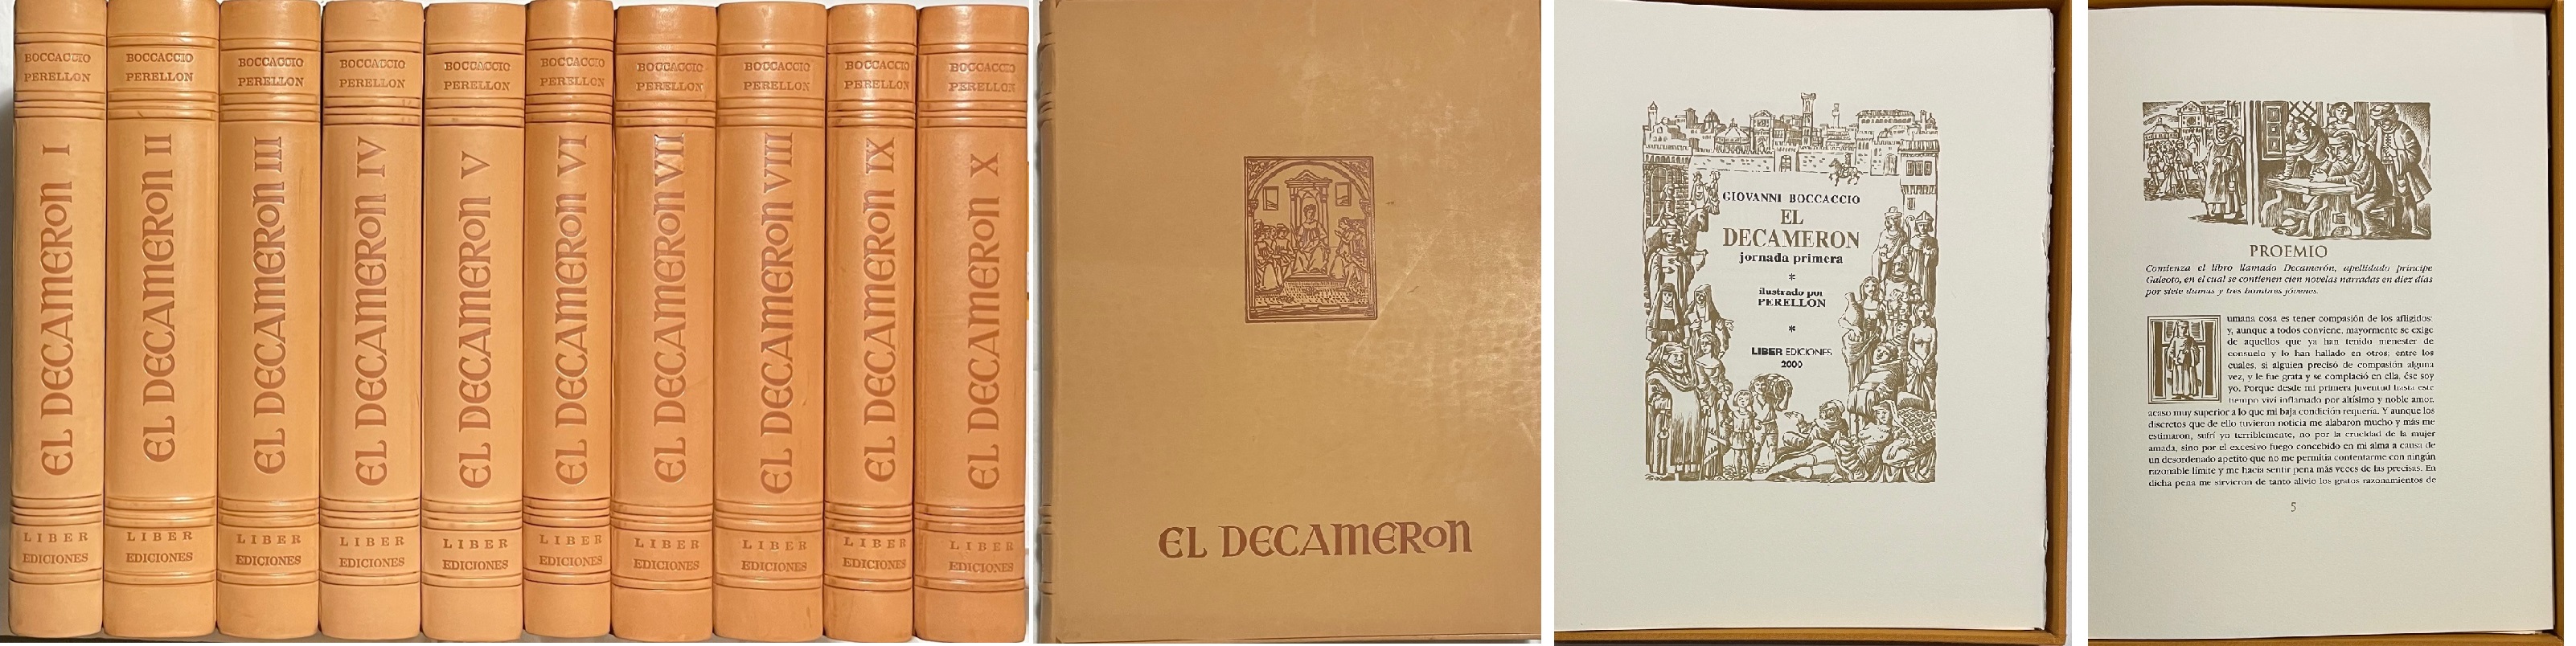 BOCCACCIO
PERELLON
EL DECAMERON I
LIBER
EDICIONES
BOCCACCIO
PERELLON
EL DECAMERON II
LIBER
EDICIONES
BOCCACCIO
PERELLON
EL DECAMERON III
LIBER
EDICIONES
BOCCACCIO
PERELLON
EL DECAMERON IV
LIBER
EDICIONES
BOCCACCIO
PERELLON
EL DECAMERON V
LIBER
EDICIONES
BOCCACCIO
PERELLON
EL DECAMERON VI
LIBER
EDICIONES
BOCCACCIO
PERELLON
EL DECAMERON VII
LIBER
EDICIONES
BOCCACCIO
PERELLON
EL DECAMERON VIII
LIBER
EDICIONES
BOCCACCIO
PERELLON
EL DECAMERON IX
LIBER
EDICIONES
BOCCACCIO
PERELLON
EL DECAMERON X
LIBER
EDICIONES
EL DECAMERON
GIOVANNI BOCCACCIO
EL
DECAMERON
jornada primera
*
ilustrado por
PERELLON
*
LIBER EDICIONES
2000
PROEMIO
Comienza el libro llamado Decamerón, apellidado príncipe
Galeoto, en el cual se contienen cien novelas narradas en diez días
por siete damas y tres hombres jóvenes.
umana cosa es tener compasión de los afligidos;
y, aunque a todos conviene, mayormente se exige
de aquellos que ya han tenido menester de
consuelo y lo han hallado en otros; entre los
cuales, si alguien precisó de compasión alguna
vez, y le fue grata y se complació en ella, ése soy
yo. Porque desde mi primera juventud hasta este
tiempo viví inflamado por altísimo y noble amor,
acaso muy superior a lo que mi baja condición requería. Y aunque los
discretos que de ello tuvieron noticia me alabaron mucho y más me
estimaron, sufrí yo terriblemente, no por la crueldad de la mujer
amada, sino por el excesivo fuego concebido en mi alma a causa de
un desordenado apetito que no me permitía contentarme con ningún
razonable límite y me hacía sentir pena más veces de las precisas. En
dicha pena me sirvieron de tanto alivio los gratos razonamientos de
5